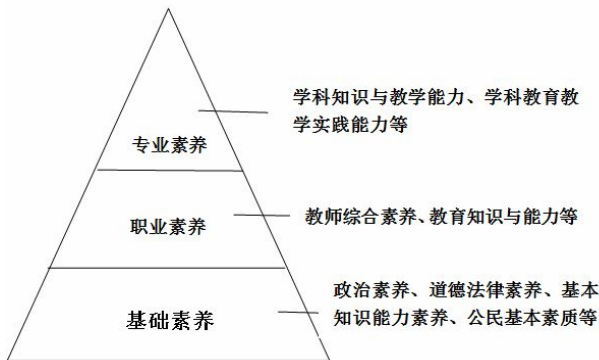 学科知识与教学能力、学科教育教
学实践能力等
专业素养
教师综合素养、教育知识与能力等
职业素养
政治素养、道德法律素养、基本
知识能力素养、公民基本素质等
基础素养